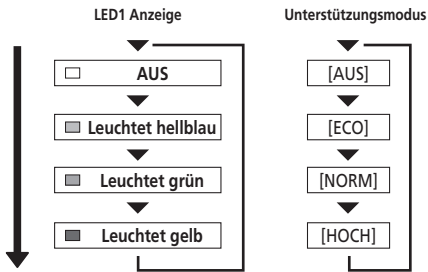 LED1 Anzeige Unterstützungsmodus
AUS [AUS]
Leuchtet hellblau [ECO]
Leuchtet grün [NORM]
Leuchtet gelb [HOCH]